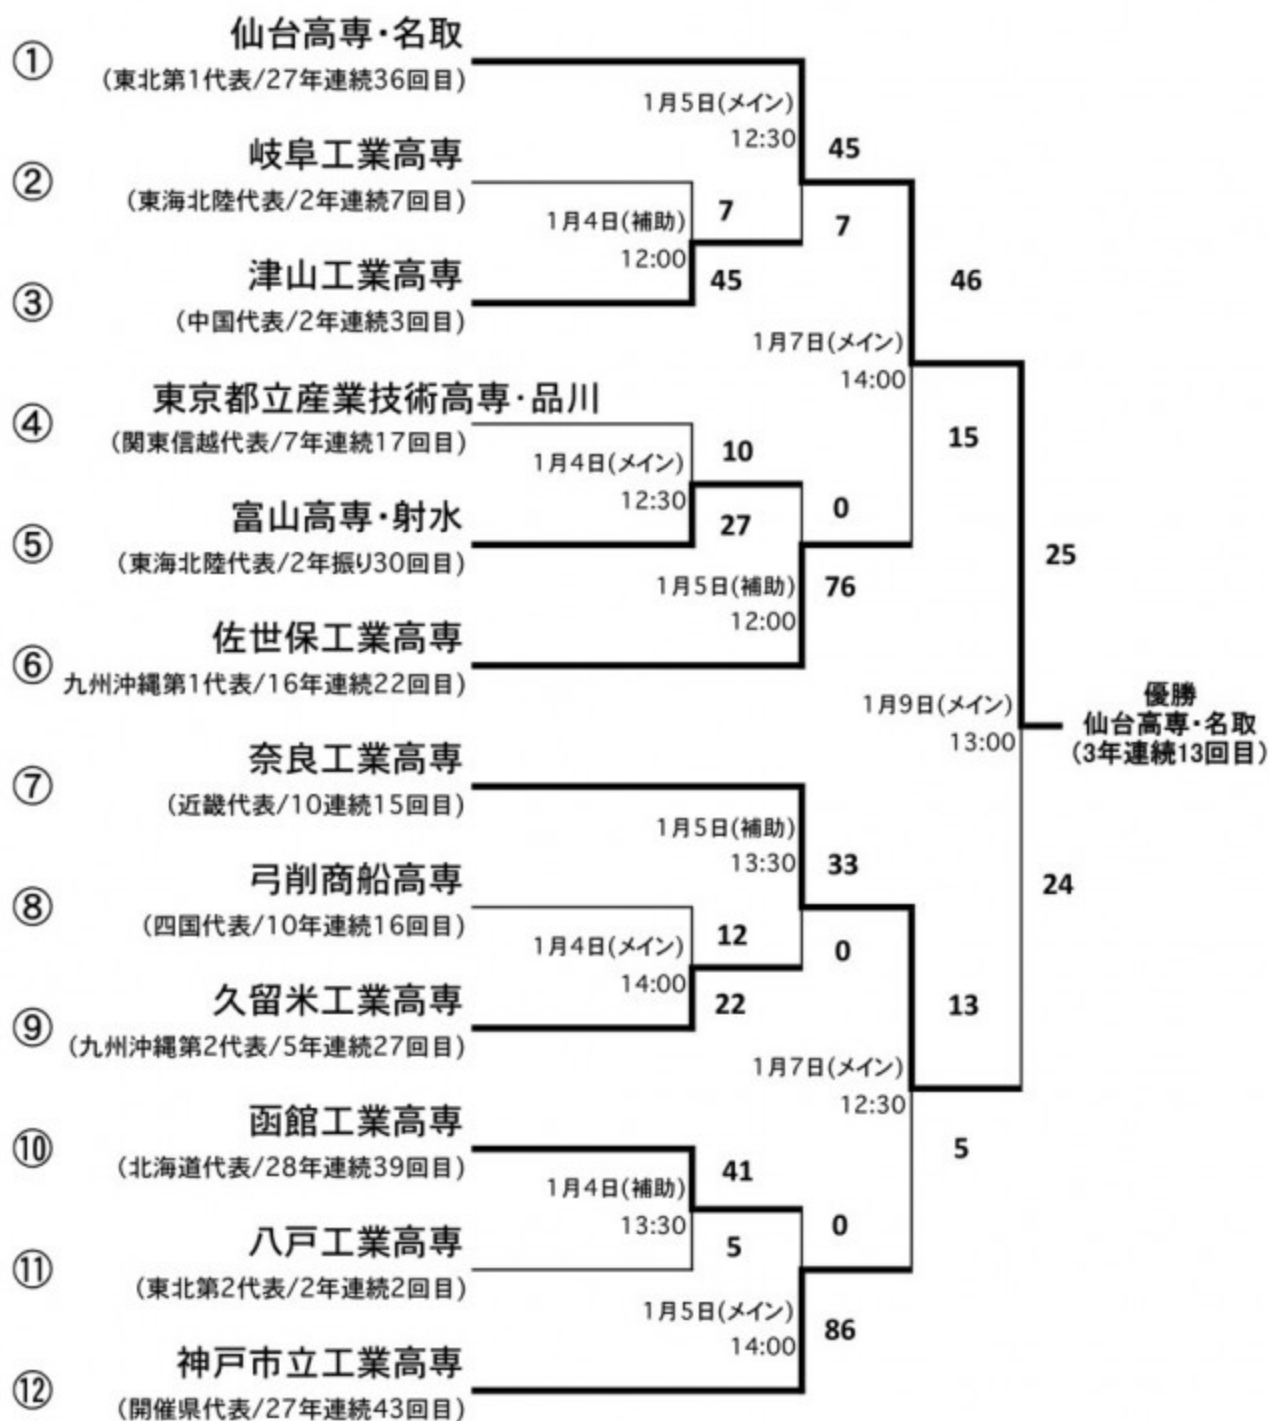 ① 仙台高専・名取
(東北第1代表/27年連続36回目)
1月5日(メイン)
12:30
45
② 岐阜工業高専
(東海北陸代表/2年連続7回目)
1月4日(補助)
12:00
7
7
③ 津山工業高専
(中国代表/2年連続3回目)
45
46
1月7日(メイン)
14:00
④ 東京都立産業技術高専・品川
(関東信越代表/7年連続17回目)
1月4日(メイン)
12:30
10
15
⑤ 富山高専・射水
(東海北陸代表/2年振り30回目)
27
0
1月5日(補助)
12:00
76
25
⑥ 佐世保工業高専
九州沖縄第1代表/16年連続22回目)
1月9日(メイン)
13:00
優勝
仙台高専・名取
(3年連続13回目)
⑦ 奈良工業高専
(近畿代表/10連続15回目)
1月5日(補助)
13:30
33
⑧ 弓削商船高専
(四国代表/10年連続16回目)
1月4日(メイン)
14:00
12
0
24
⑨ 久留米工業高専
(九州沖縄第2代表/5年連続27回目)
22
13
1月7日(メイン)
12:30
⑩ 函館工業高専
(北海道代表/28年連続39回目)
1月4日(補助)
13:30
41
5
⑪ 八戸工業高専
(東北第2代表/2年連続2回目)
5
0
1月5日(メイン)
14:00
86
⑫ 神戸市立工業高専
(開催県代表/27年連続43回目)